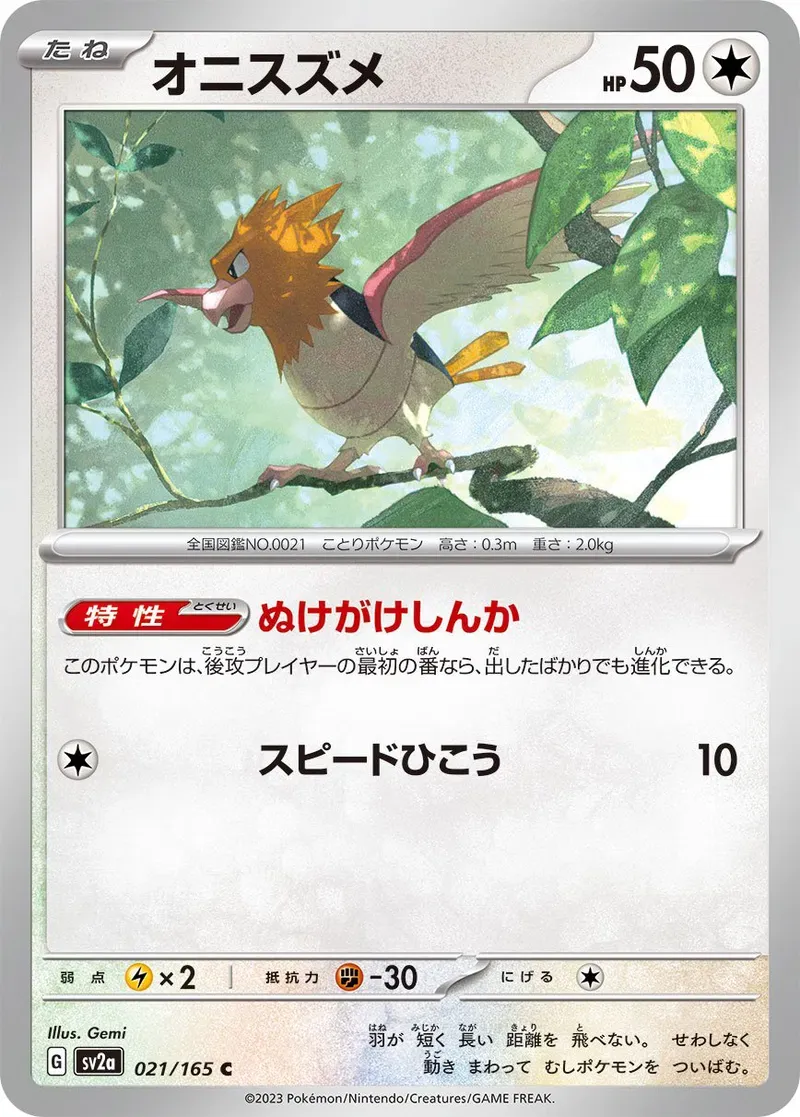 たね
オニスズメ
HP 50
全国図鑑NO.0021 ことりポケモン 高さ:0.3m 重さ:2.0kg
特性 とくせい ぬけがけしんか
こうこう さいしょ ばん だ しんか
このポケモンは、後攻プレイヤーの最初の番なら、出したばかりでも進化できる。
スピードひこう 10
弱点 ×2 抵抗力 -30 にげる
Illus. Gemi
はね みじか なが きょり と
羽が 短く 長い 距離を 飛べない。 せわしなく
うご
動き まわって むしポケモンを ついばむ。
G sv2a 021/165 C
©2023 Pokémon/Nintendo/Creatures/GAME FREAK.